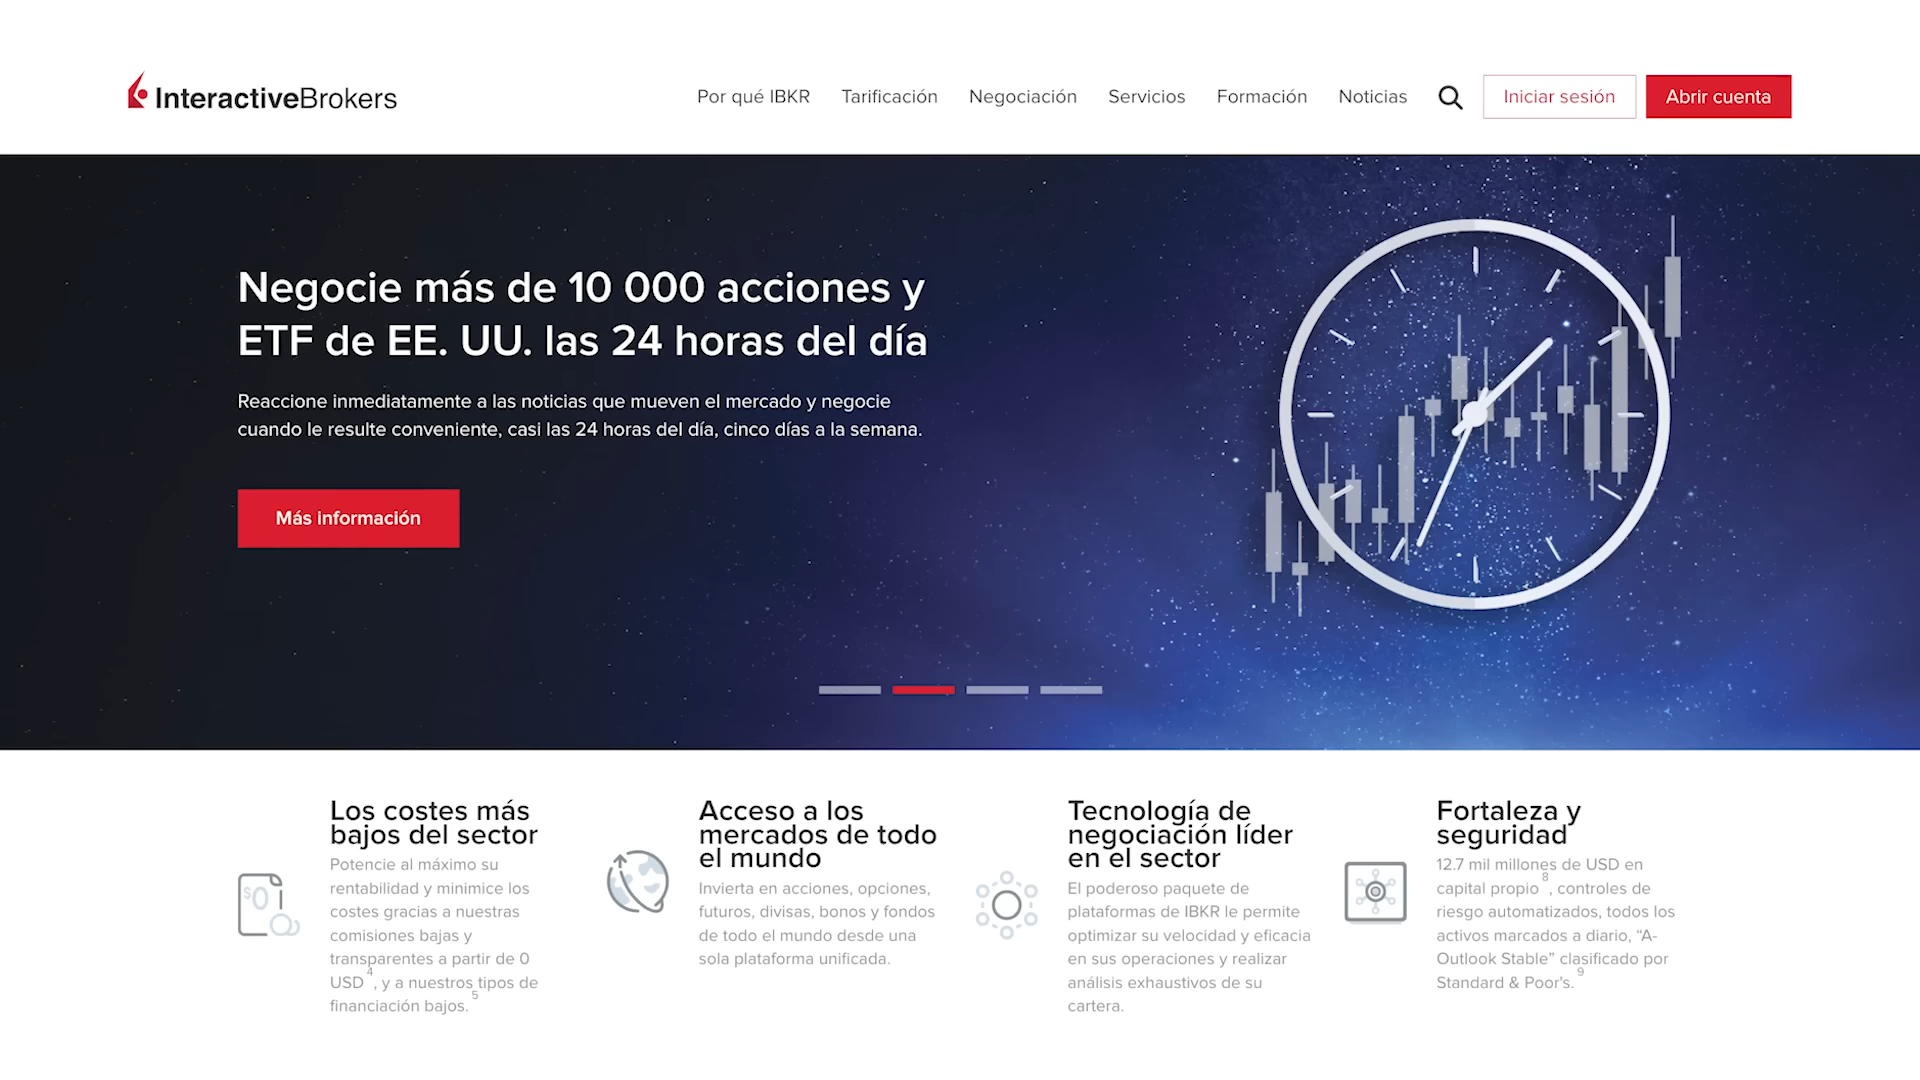 InteractiveBrokers
Por qué IBKR
Tarificación
Negociación
Servicios
Formación
Noticias
Iniciar sesión
Abrir cuenta
Negocie más de 10 000 acciones y
ETF de EE. UU. las 24 horas del día
Reaccione inmediatamente a las noticias que mueven el mercado y negocie
cuando le resulte conveniente, casi las 24 horas del día, cinco días a la semana.
Más información
$0
Los costes más
bajos del sector
Potencie al máximo su
rentabilidad y minimice los
costes gracias a nuestras
comisiones bajas y
transparentes a partir de 0
USD 4, y a nuestros tipos de
financiación bajos. 5
Acceso a los
mercados de todo
el mundo
Invierta en acciones, opciones,
futuros, divisas, bonos y fondos
de todo el mundo desde una
sola plataforma unificada.
Tecnología de
negociación líder
en el sector
El poderoso paquete de
plataformas de IBKR le permite
optimizar su velocidad y eficacia
en sus operaciones y realizar
análisis exhaustivos de su
cartera.
Fortaleza y
seguridad
12.7 mil millones de USD en
capital propio 8, controles de
riesgo automatizados, todos los
activos marcados a diario, “A-
Outlook Stable” clasificado por
Standard & Poor's. 9